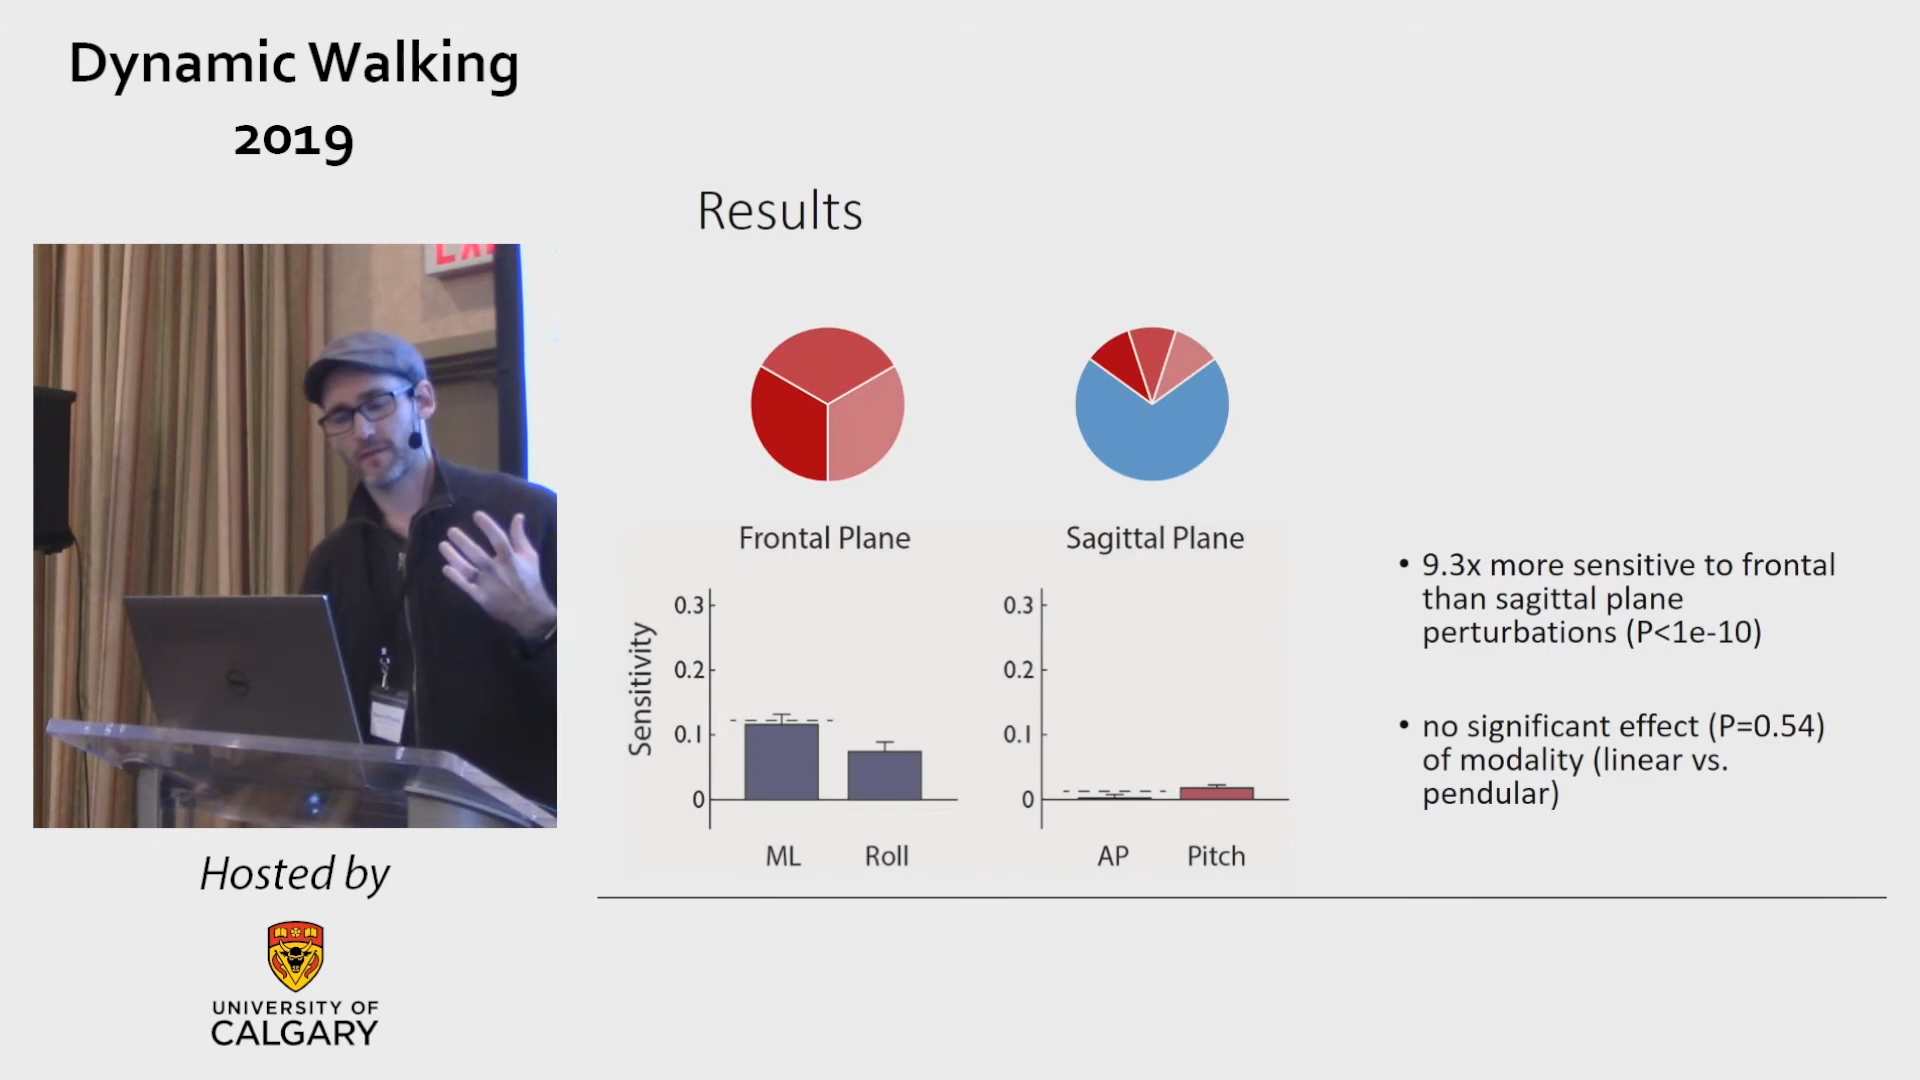 Dynamic Walking
2019
Results
Frontal Plane
Sagittal Plane
Sensitivity
0.3
0.2
0.1
0
ML
Roll
0.3
0.2
0.1
0
AP
Pitch
• 9.3x more sensitive to frontal
than sagittal plane
perturbations (P<1e-10)
• no significant effect (P=0.54)
of modality (linear vs.
pendular)
Hosted by
UNIVERSITY OF
CALGARY